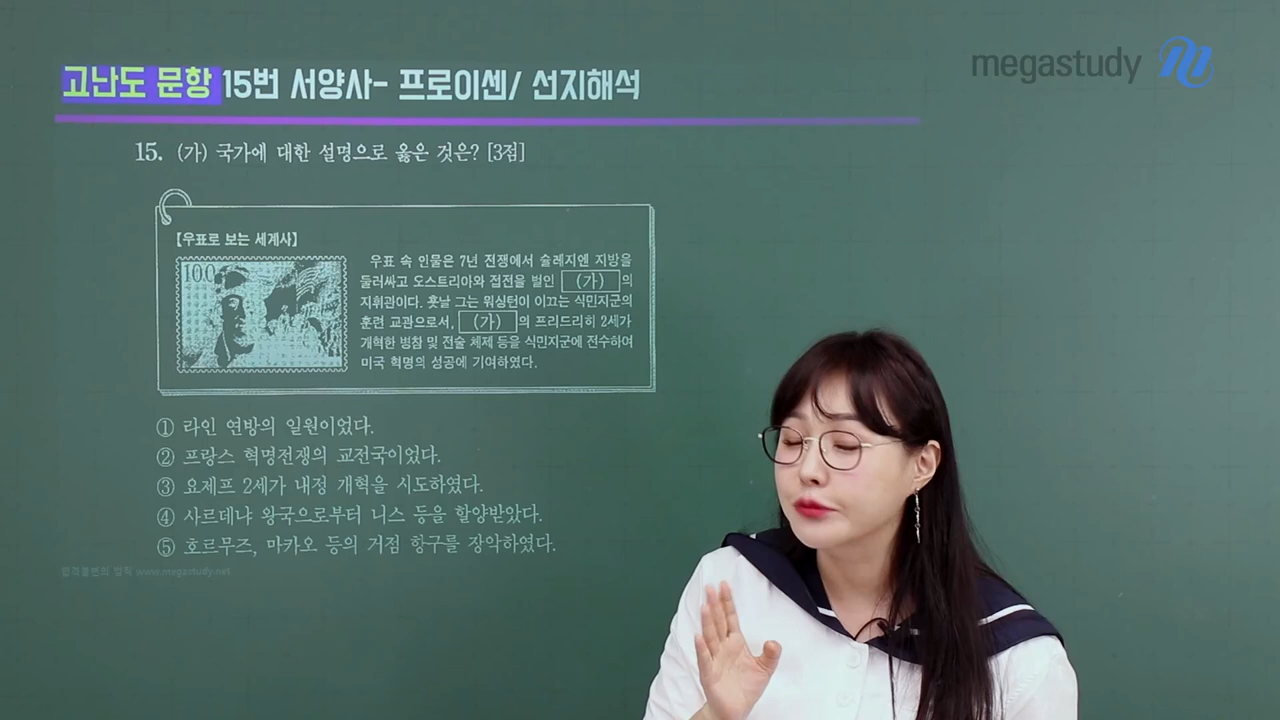 megastudy
고난도 문항 15번 서양사- 프로이센/ 선지해석
15. (가) 국가에 대한 설명으로 옳은 것은? [3점]
【우표로 보는 세계사】
100
우표 속 인물은 7년 전쟁에서 슐레지엔 지방을
둘러싸고 오스트리아와 접전을 벌인 (가) 의
지휘관이다. 훗날 그는 워싱턴이 이끄는 식민지군의
훈련 교관으로서, (가) 의 프리드리히 2세가
개혁한 병참 및 전술 체제 등을 식민지군에 전수하여
미국 혁명의 성공에 기여하였다.
① 라인 연방의 일원이었다.
② 프랑스 혁명전쟁의 교전국이었다.
③ 요제프 2세가 내정 개혁을 시도하였다.
④ 사르데냐 왕국으로부터 니스 등을 할양받았다.
⑤ 호르무즈, 마카오 등의 거점 항구를 장악하였다.
합격불변의 법칙 www.megastudy.net